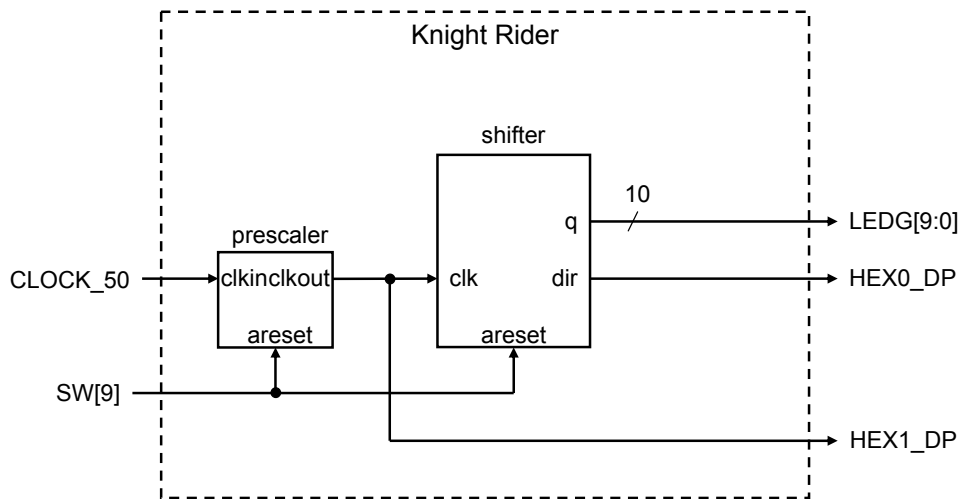 Knight Rider
shifter
10
q
LEDG[9:0]
prescaler
CLOCK_50
clkinclkout
clk
dir
HEX0_DP
areset
areset
SW[9]
HEX1_DP